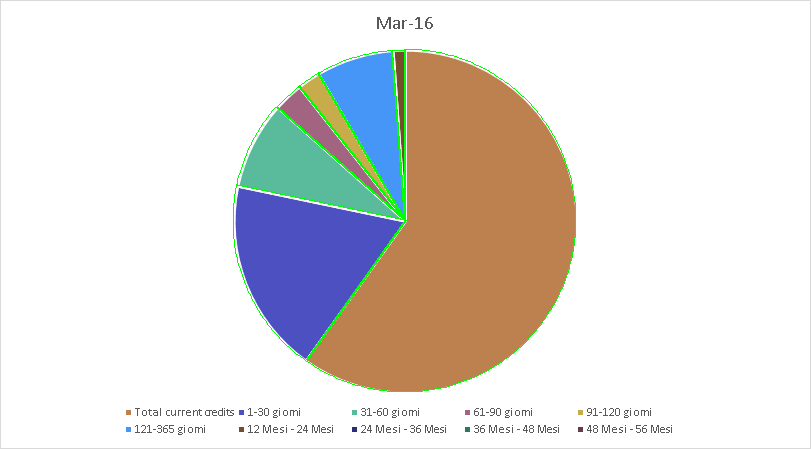 Mar-16
Total current credits 1-30 giorni 31-60 giorni 61-90 giorni 91-120 giorni
121-365 giorni 12 Mesi - 24 Mesi 24 Mesi - 36 Mesi 36 Mesi - 48 Mesi 48 Mesi - 56 Mesi